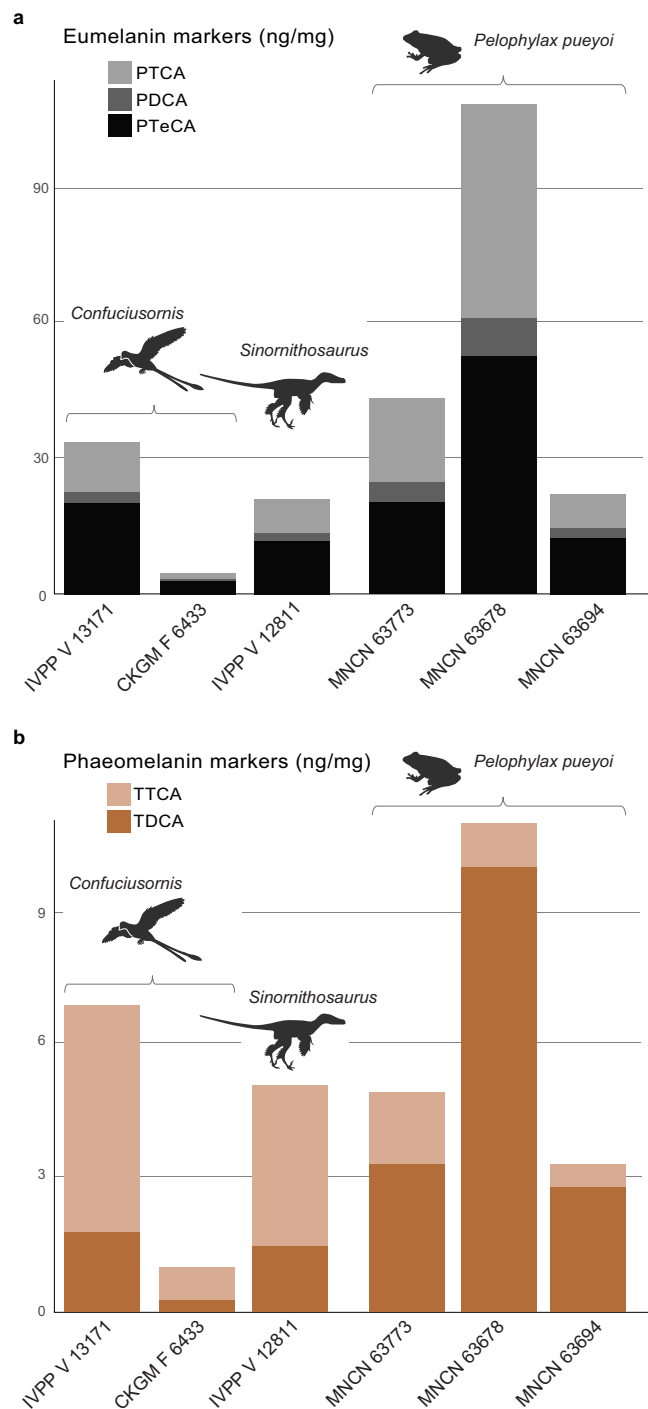 a
Eumelanin markers (ng/mg)
PTCA
PDCA
PTeCA
Pelophylax pueyoi
90
60
Confuciusornis
Sinornithosaurus
30
0
IVPP V 13171
CKGM F 6433
IVPP V 12811
MNCN 63773
MNCN 63678
MNCN 63694
b
Phaeomelanin markers (ng/mg)
TTCA
TDCA
Pelophylax pueyoi
9
Confuciusornis
6
Sinornithosaurus
3
0
IVPP V 13171
CKGM F 6433
IVPP V 12811
MNCN 63773
MNCN 63678
MNCN 63694